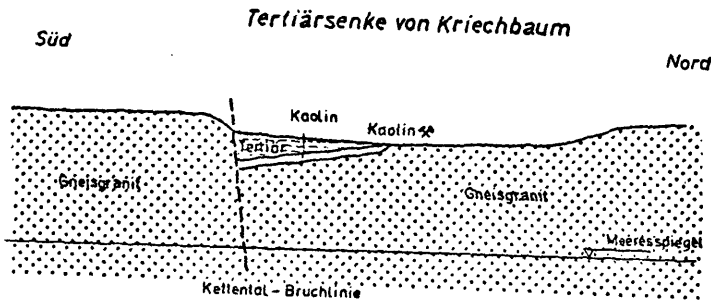 Tertiärsenke von Kriechbaum
Süd
Nord
Kaolin
Kaolin
Tertiär
Gneisgranit
Gneisgranit
Meeresspiegel
Kettental - Bruchlinie